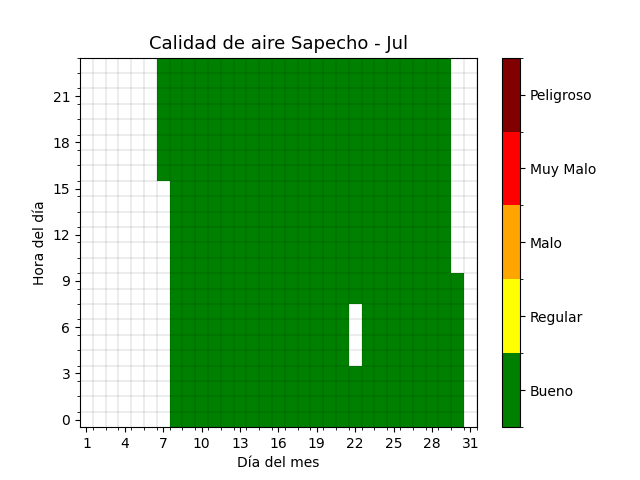 Calidad de aire Sapecho - Jul
Hora del día
21
18
15
12
9
6
3
0
1 4 7 10 13 16 19 22 25 28 31
Día del mes
Peligroso
Muy Malo
Malo
Regular
Bueno